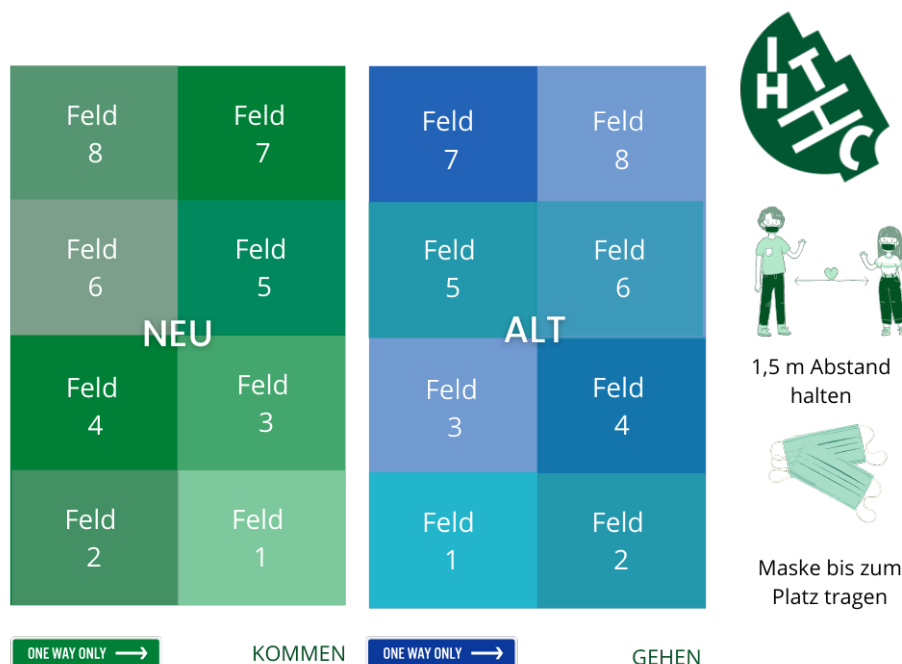 Feld
8
Feld
7
Feld
6
Feld
5
NEU
Feld
4
Feld
3
Feld
2
Feld
1
ONE WAY ONLY
KOMMEN
Feld
7
Feld
8
Feld
5
Feld
6
ALT
Feld
3
Feld
4
Feld
1
Feld
2
ONE WAY ONLY
GEHEN
I
H T H C
1,5 m Abstand
halten
Maske bis zum
Platz tragen